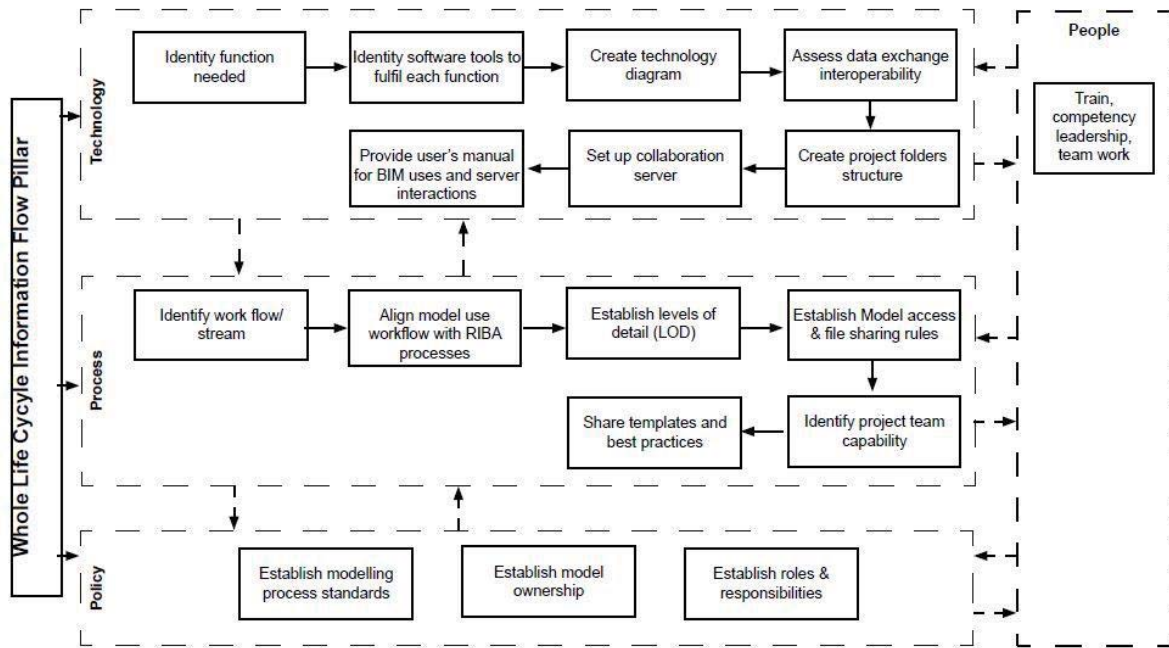 Whole Life Cycyle Information Flow Pillar
Technology
Identity function
needed
Identity software tools to
fulfil each function
Create technology
diagram
Assess data exchange
interoperability
Provide user's manual
for BIM uses and server
interactions
Set up collaboration
server
Create project folders
structure
Process
Identify work flow/
stream
Align model use
workflow with RIBA
processes
Establish levels of
detail (LOD)
Establish Model access
& file sharing rules
Share templates and
best practices
Identify project team
capability
Policy
Establish modelling
process standards
Establish model
ownership
Establish roles &
responsibilities
People
Train,
competency
leadership,
team work